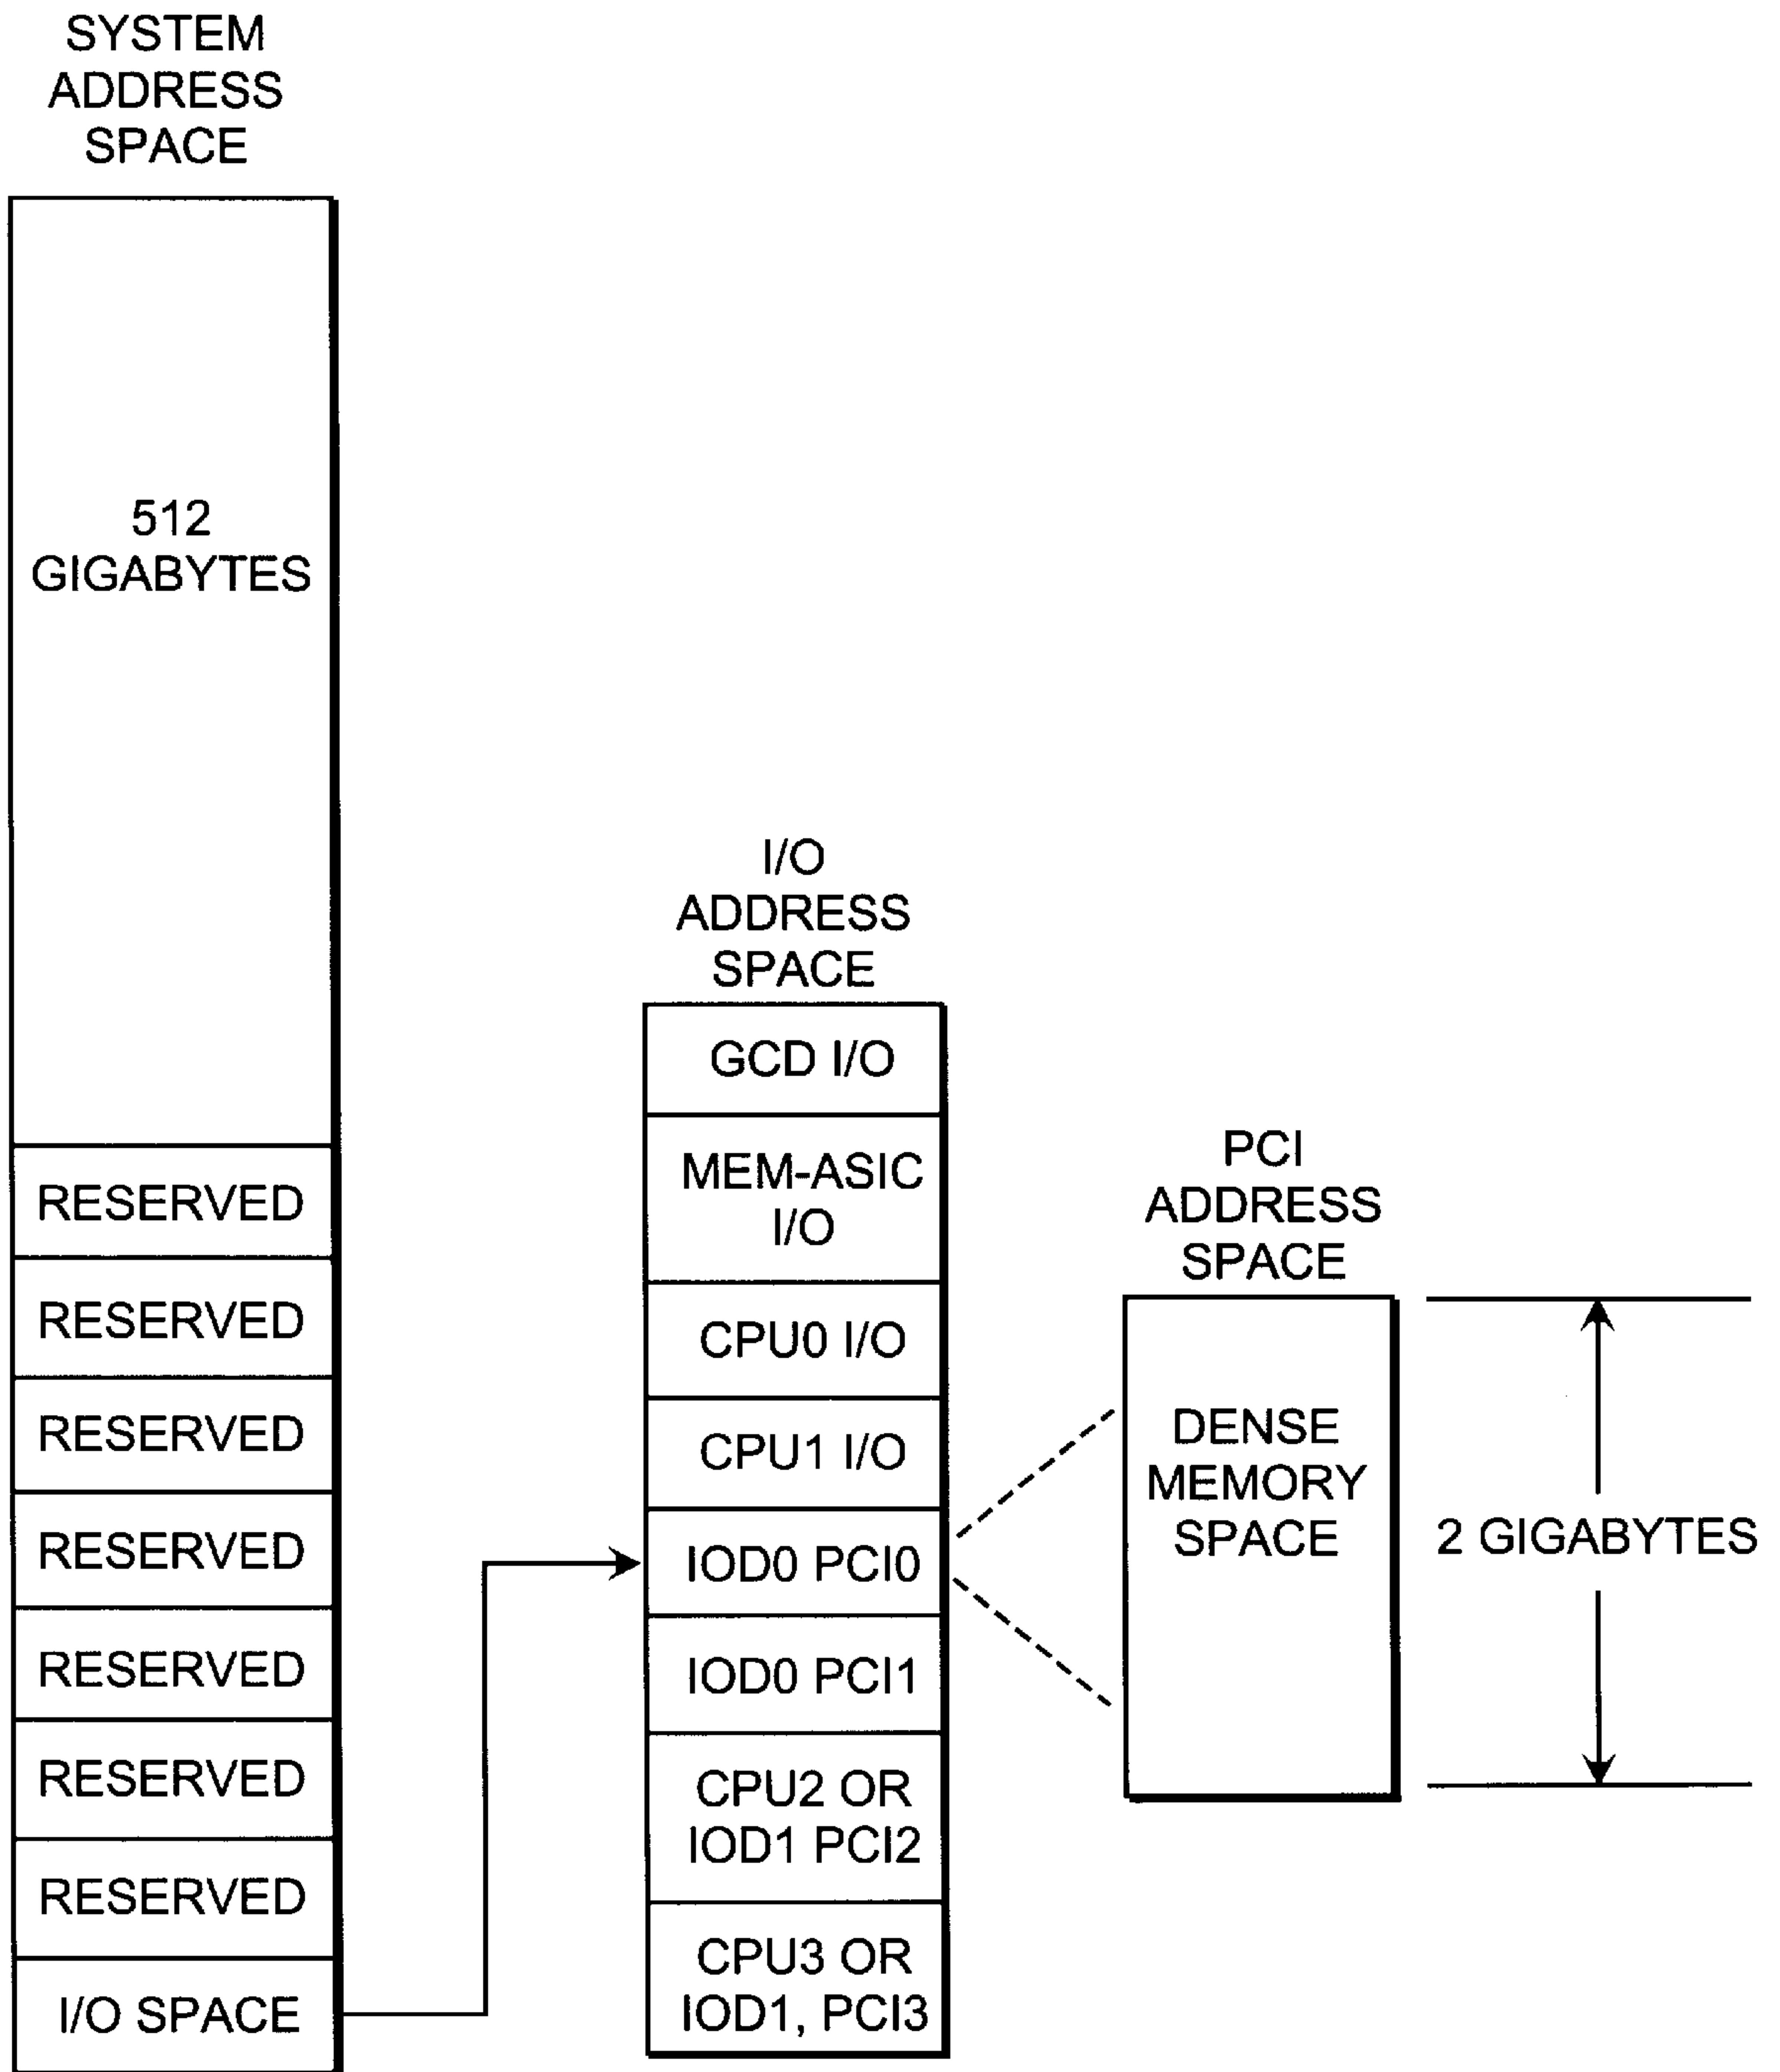 SYSTEM
ADDRESS
SPACE
512
GIGABYTES
RESERVED
RESERVED
RESERVED
RESERVED
RESERVED
RESERVED
RESERVED
I/O SPACE
I/O
ADDRESS
SPACE
GCD I/O
MEM-ASIC
I/O
CPU0 I/O
CPU1 I/O
IOD0 PCI0
IOD0 PCI1
CPU2 OR
IOD1 PCI2
CPU3 OR
IOD1, PCI3
PCI
ADDRESS
SPACE
DENSE
MEMORY
SPACE
2 GIGABYTES